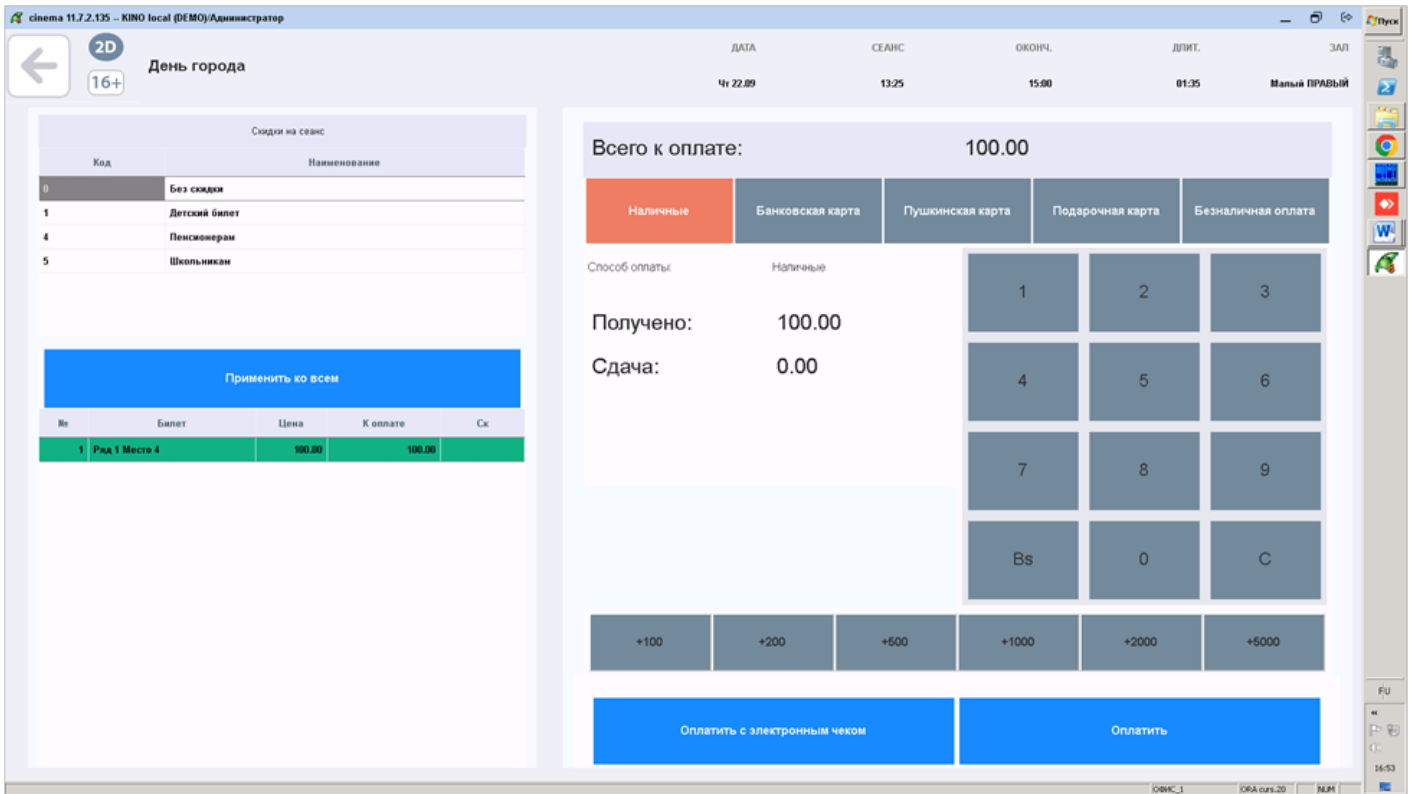 cinema 11.7.2.135 – KINO local (DEMO)/Администратор
Пуск
2D
16+
День города
ДАТА СЕАНС ОКОНЧ. ДЛИТ. ЗАЛ
Чт 22.09 13:25 15:00 01:35 Малый ПРАВЫЙ
Скидки на сеанс
Код Наименование
0 Без скидки
1 Детский билет
4 Пенсионерам
5 Школьникам
Применить ко всем
№ Билет Цена К оплате Ск
1 Ряд 1 Место 4 100.00 100.00
Всего к оплате: 100.00
Наличные Банковская карта Пушкинская карта Подарочная карта Безналичная оплата
Способ оплаты: Наличные
Получено: 100.00
Сдача: 0.00
1 2 3
4 5 6
7 8 9
Bs 0 C
+100 +200 +500 +1000 +2000 +5000
Оплатить с электронным чеком Оплатить
16:53
ОФИС_1 ORA curs.20 NUM